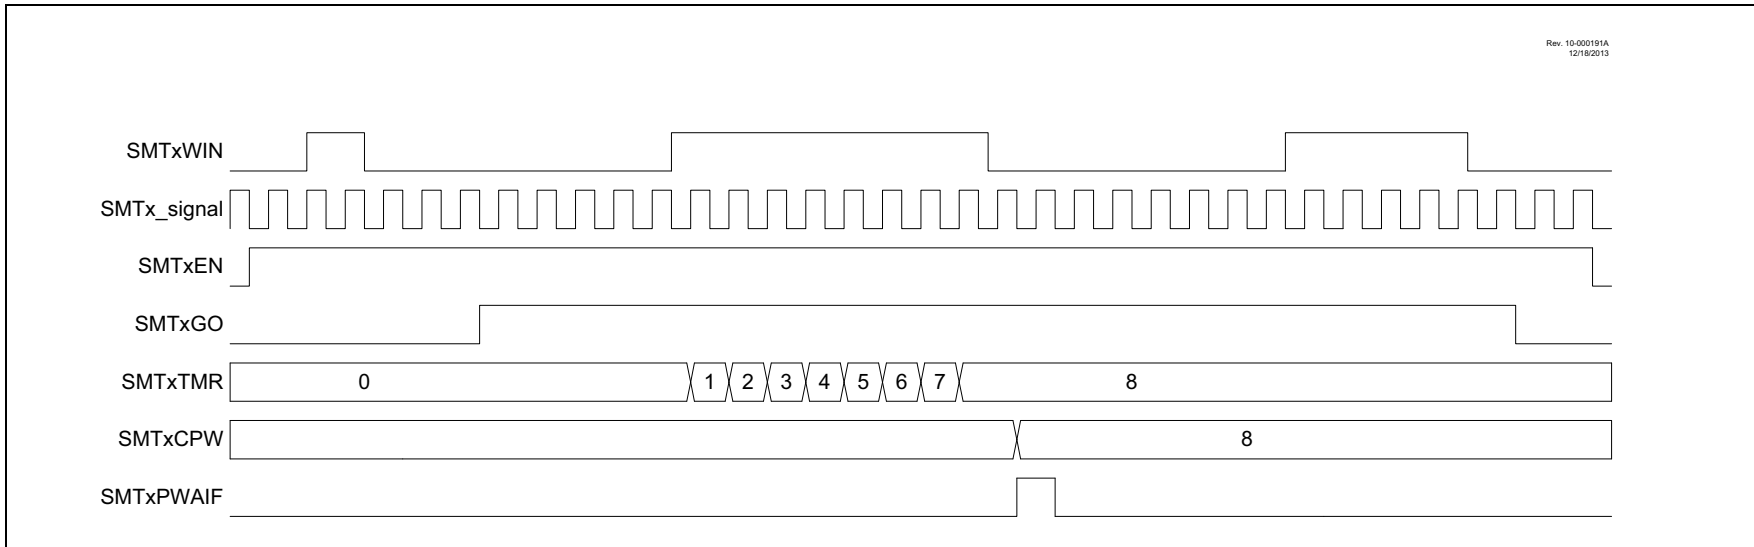 Rev. 10-000191A
12/18/2013
SMTxWIN
SMTx_signal
SMTxEN
SMTxGO
SMTxTMR 0 1 2 3 4 5 6 7 8
SMTxCPW 8
SMTxPWAIF